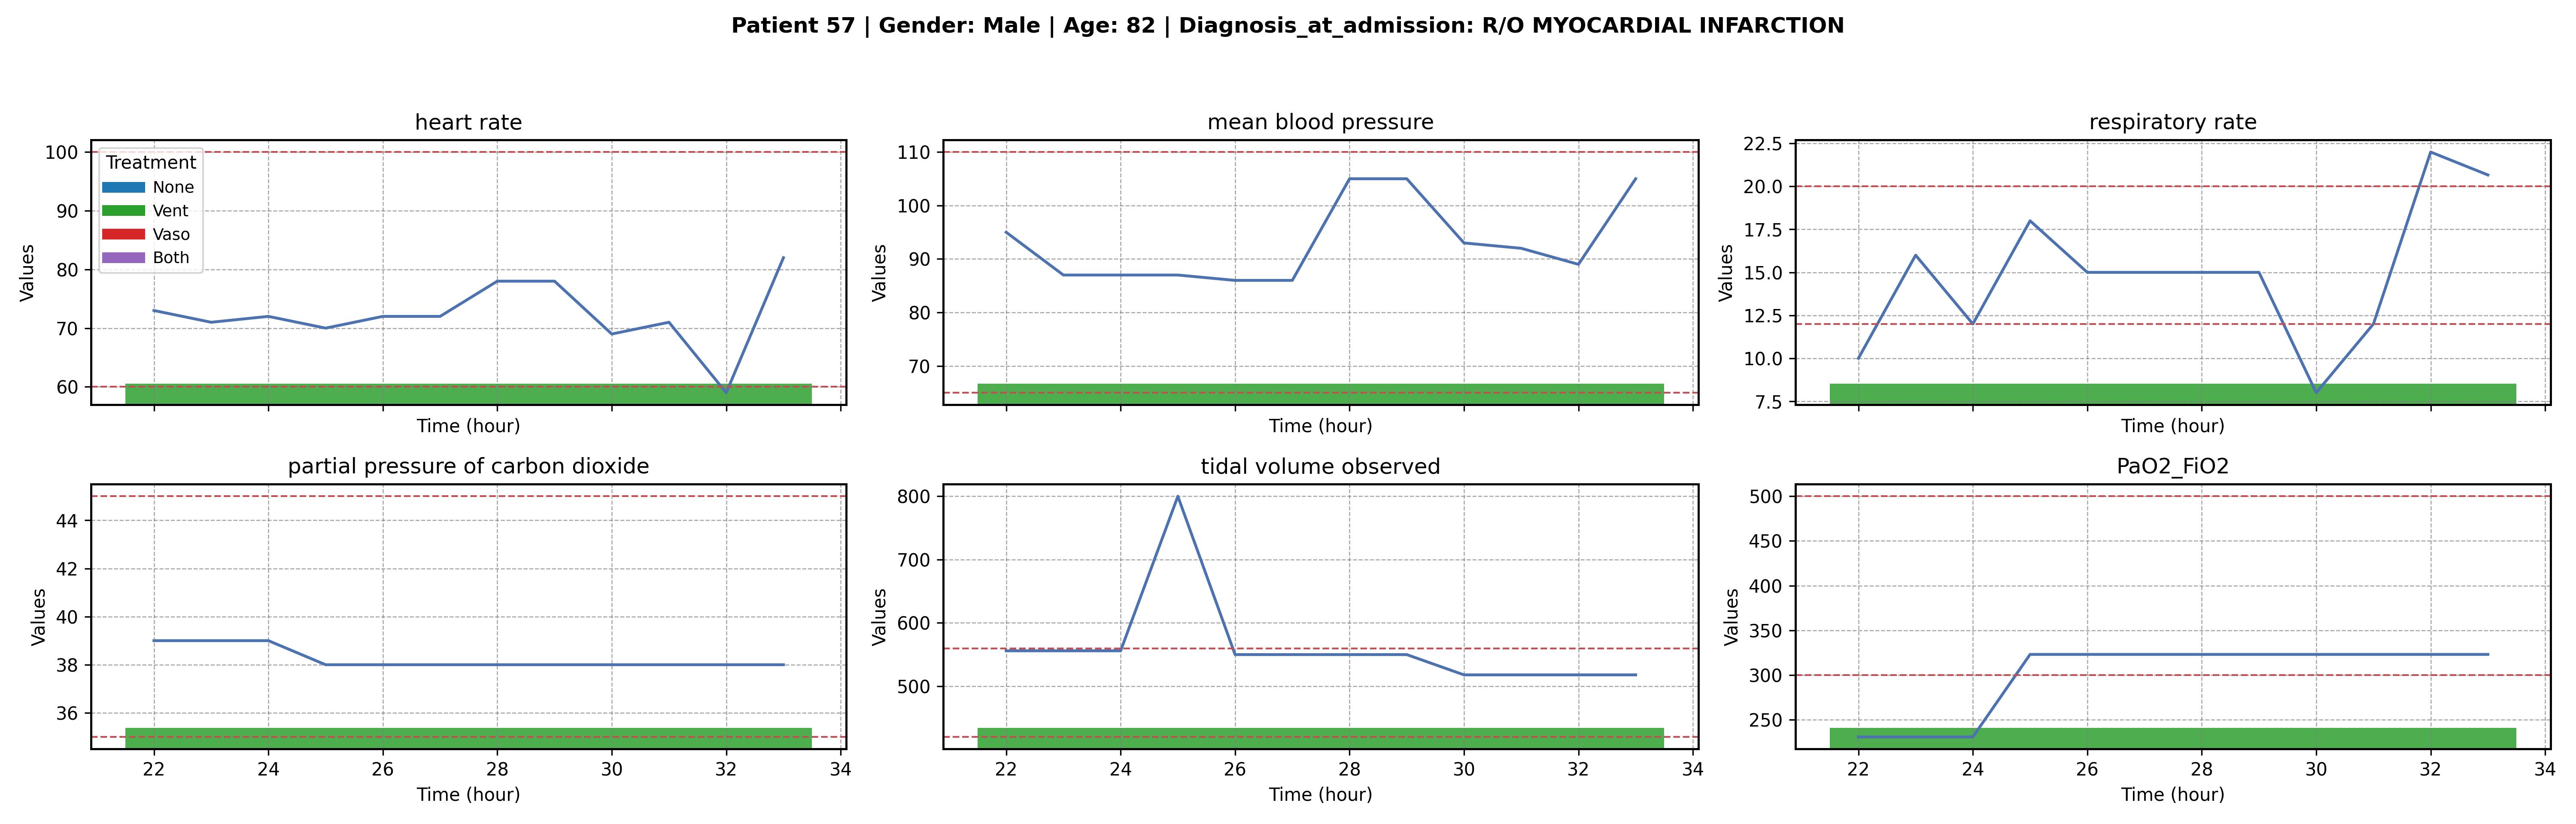 Patient 57 | Gender: Male | Age: 82 | Diagnosis_at_admission: R/O MYOCARDIAL INFARCTION
heart rate
Values
100
90
80
70
60
Treatment
None
Vent
Vaso
Both
Time (hour)
mean blood pressure
Values
110
100
90
80
70
Time (hour)
respiratory rate
Values
22.5
20.0
17.5
15.0
12.5
10.0
7.5
Time (hour)
partial pressure of carbon dioxide
Values
44
42
40
38
36
22 24 26 28 30 32 34
Time (hour)
tidal volume observed
Values
800
700
600
500
22 24 26 28 30 32 34
Time (hour)
PaO2_FiO2
Values
500
450
400
350
300
250
22 24 26 28 30 32 34
Time (hour)